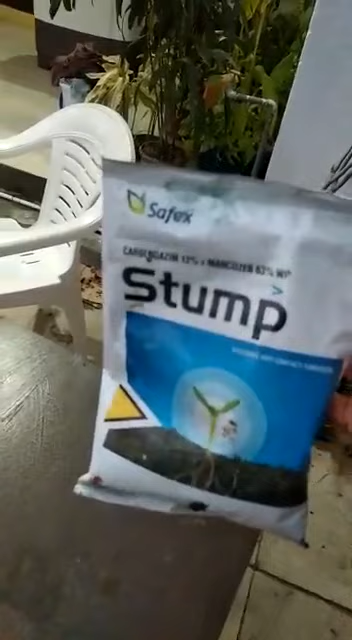 Safex
CARBENDAZIM 12% + MANCOZEB 63% WP
Stump
SYSTEMIC AND CONTACT FUNGICIDE